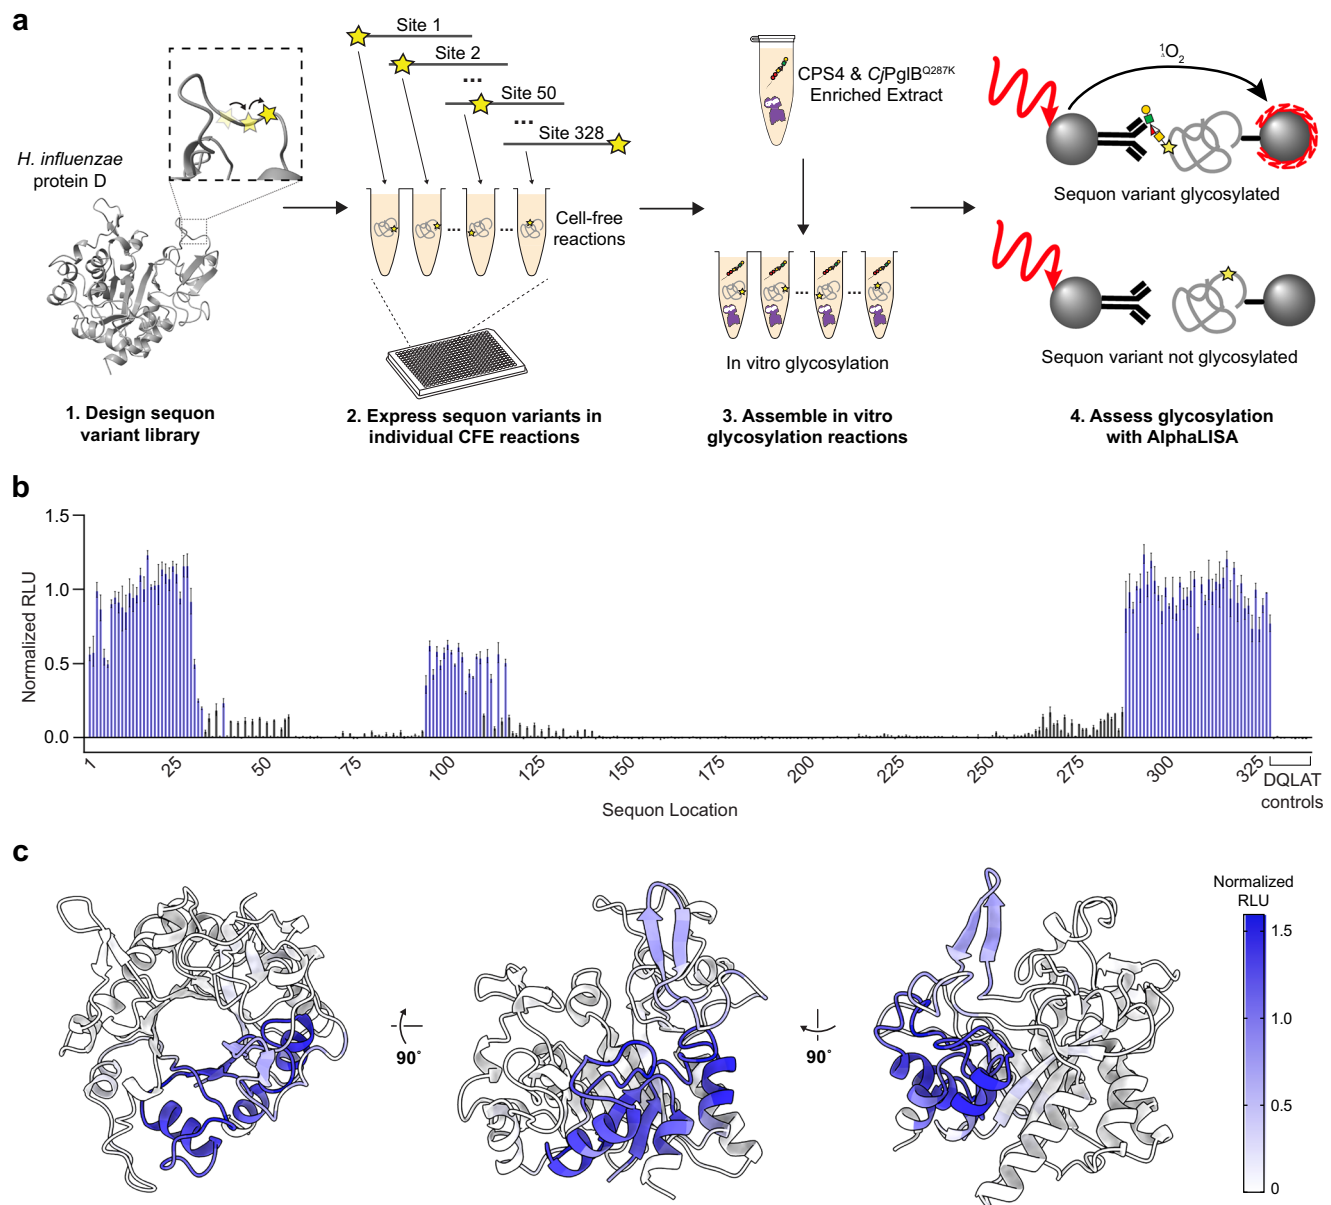 a
Site 1
Site 2
...
Site 50
...
Site 328
H. influenzae
protein D
... ...
Cell-free
reactions
CPS4 & CjPglBQ287K
Enriched Extract
... ...
In vitro glycosylation
1O2
Sequon variant glycosylated
Sequon variant not glycosylated
1. Design sequon
variant library
2. Express sequon variants in
individual CFE reactions
3. Assemble in vitro
glycosylation reactions
4. Assess glycosylation
with AlphaLISA
b
Normalized RLU
1.5
1.0
0.5
0.0
1 25 50 75 100 125 150 175 200 225 250 275 300 325
DQLAT
controls
Sequon Location
c
90°
90°
Normalized
RLU
1.5
1.0
0.5
0